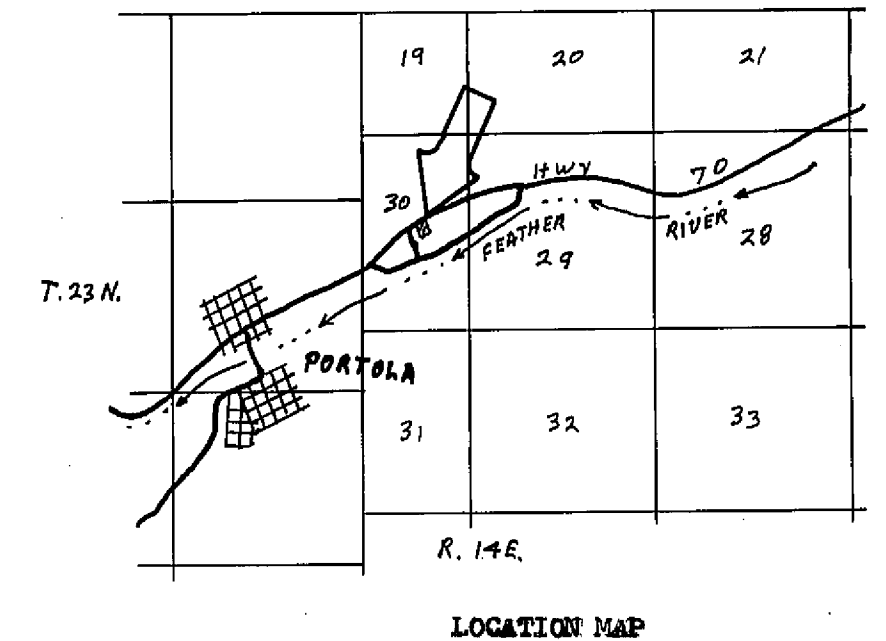 19 20 21
HWY 70
30
FEATHER RIVER 28
29
T. 23 N.
PORTOLA
31 32 33
R. 14E.
LOCATION MAP